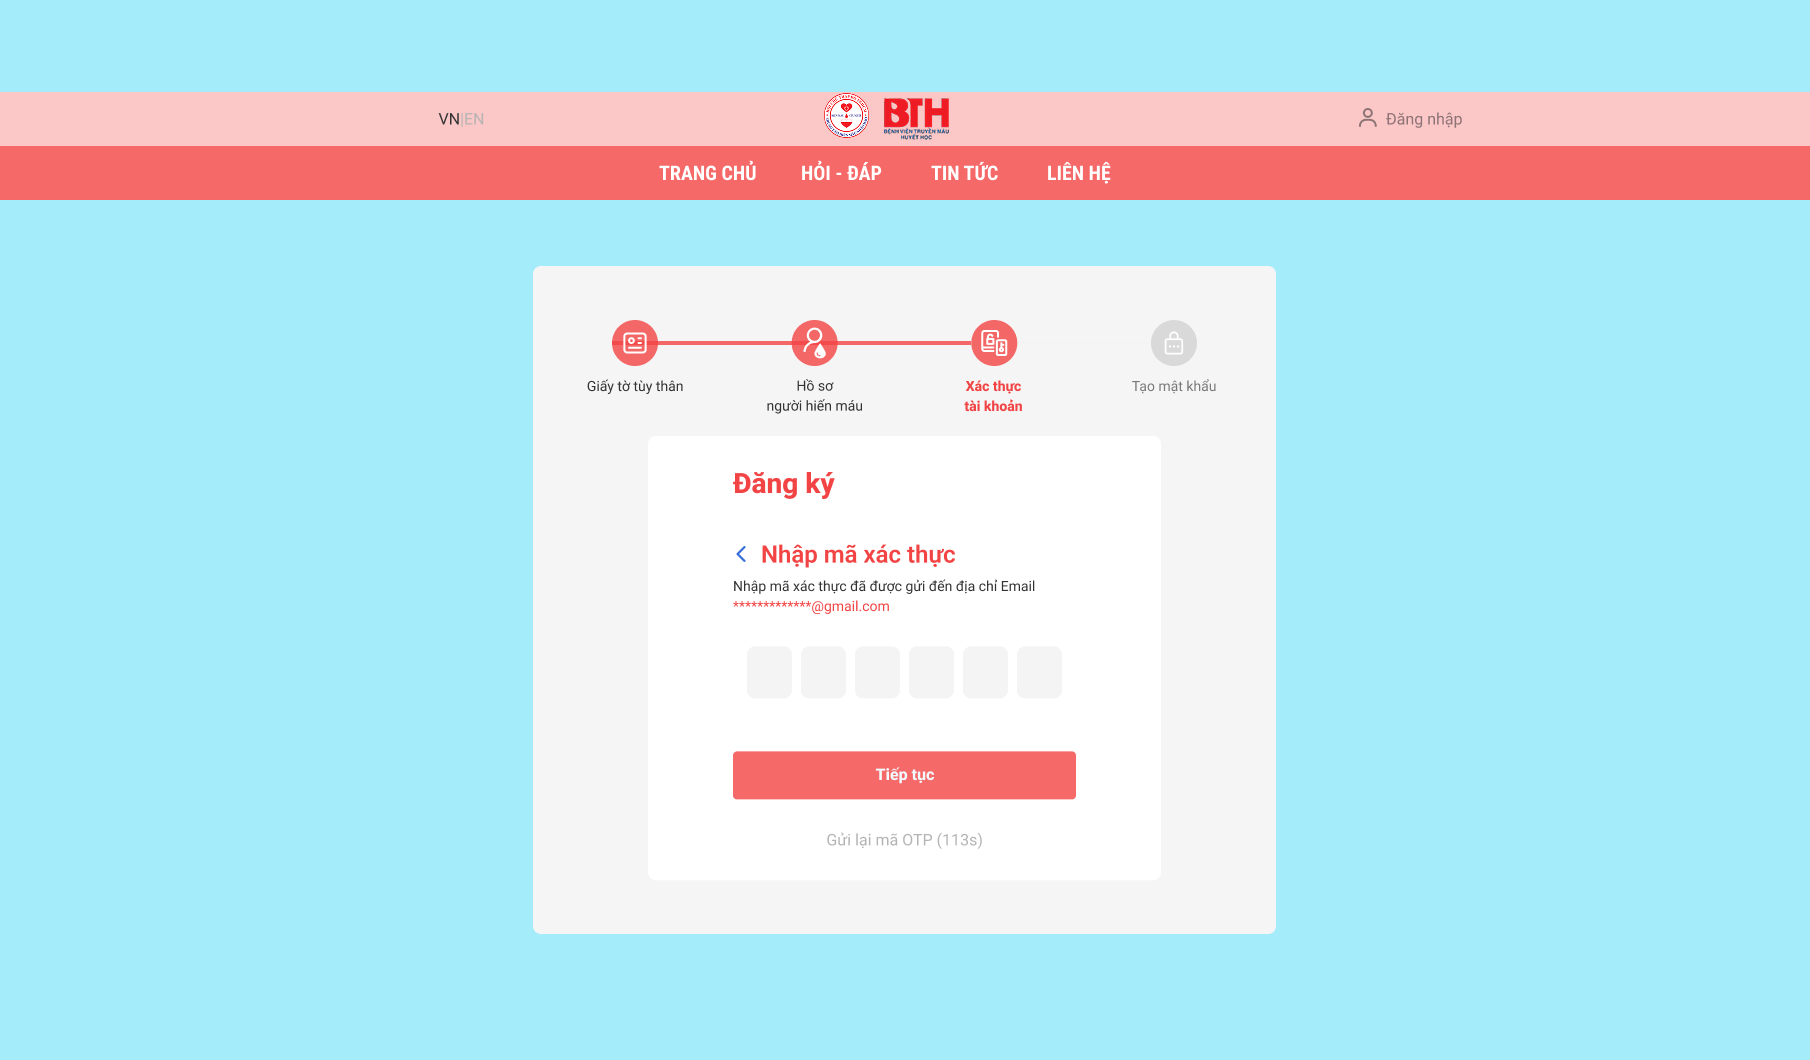 VN|EN
BTH
BỆNH VIỆN TRUYỀN MÁU
HUYẾT HỌC
Đăng nhập
TRANG CHỦ
HỎI - ĐÁP
TIN TỨC
LIÊN HỆ
Giấy tờ tùy thân
Hồ sơ
người hiến máu
Xác thực
tài khoản
Tạo mật khẩu
Đăng ký
Nhập mã xác thực
Nhập mã xác thực đã được gửi đến địa chỉ Email
*************@gmail.com
Tiếp tục
Gửi lại mã OTP (113s)